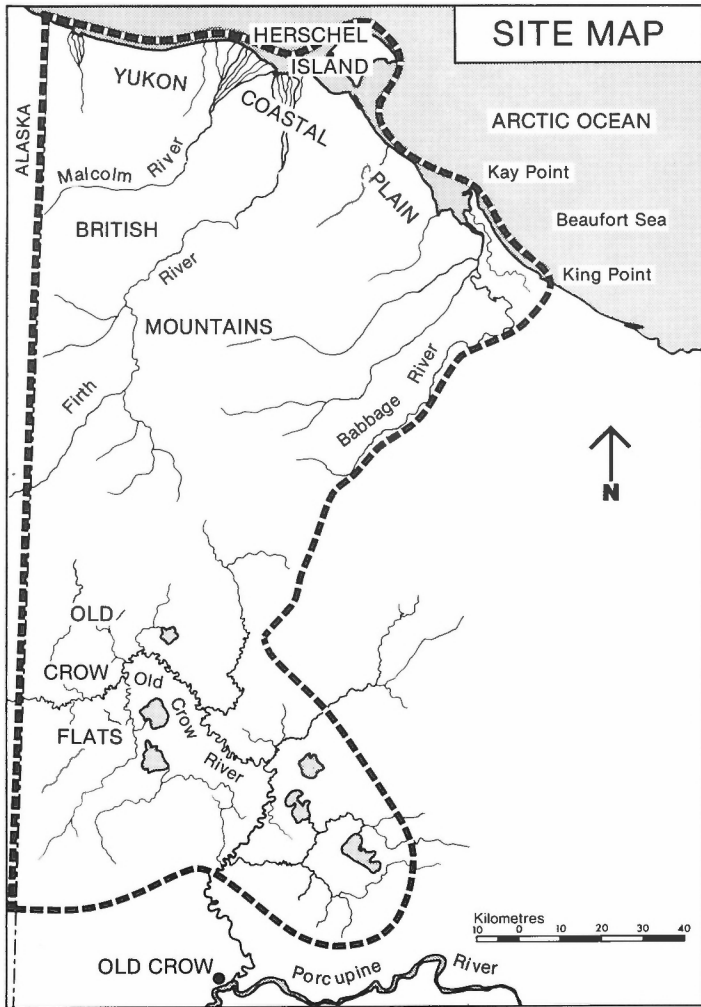 SITE MAP
HERSCHEL
ISLAND
YUKON
COASTAL
PLAIN
ARCTIC OCEAN
ALASKA
Malcolm River
Kay Point
BRITISH
Beaufort Sea
River
King Point
MOUNTAINS
Firth
Babbage River
N
OLD
CROW
Old
Crow
FLATS
River
Kilometres
10 0 10 20 30 40
OLD CROW
Porcupine River